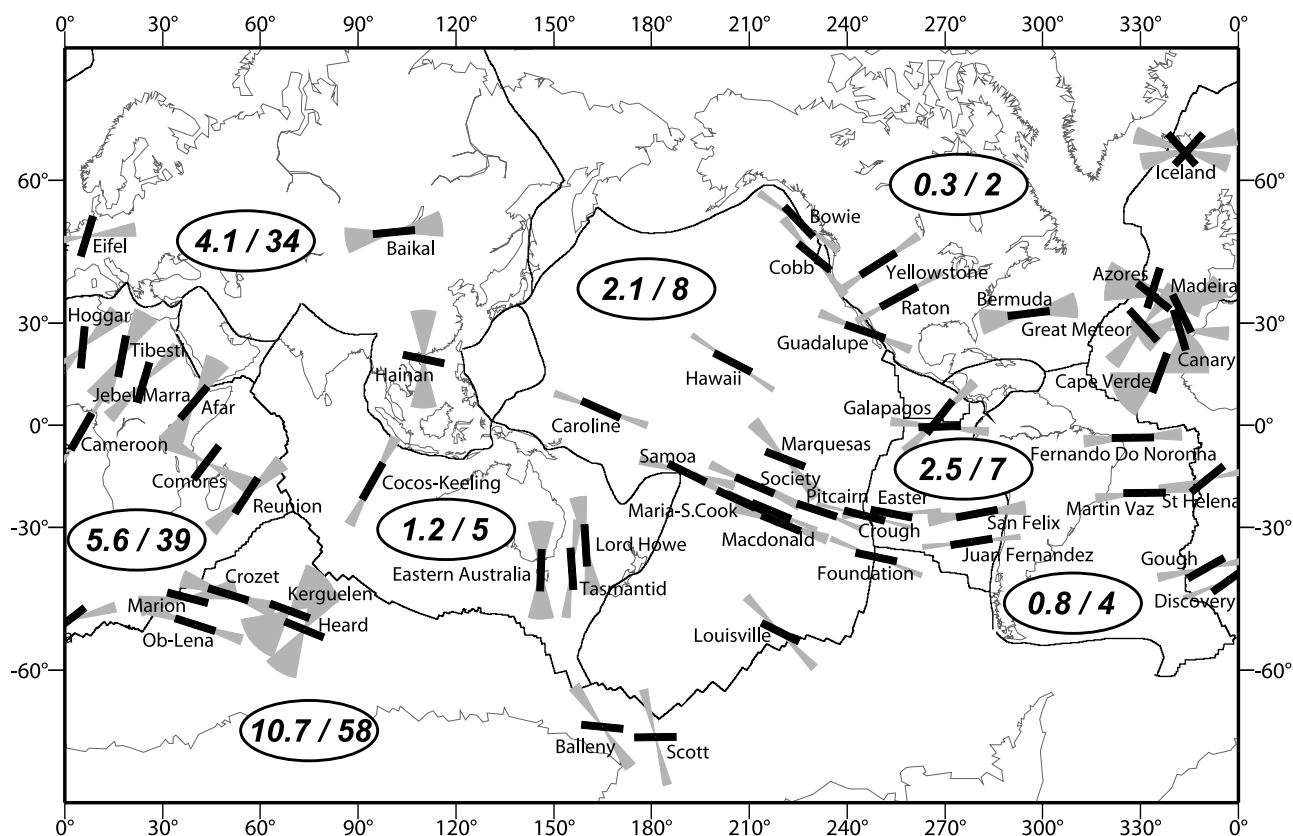 0° 30° 60° 90° 120° 150° 180° 210° 240° 270° 300° 330° 0°
60° 60°
Iceland
0.3 / 2
Bowie
Eifel
4.1 / 34
Baikal
Cobb
Yellowstone
Azores
Madeira
2.1 / 8
Raton
Bermuda
Hoggar
30° 30°
Great Meteor
Tibesti
Guadalupe
Canary
Hainan
Hawaii
Cape Verde
Jebel Marra
Afar
Galapagos
0° 0°
Caroline
Cameroon
Marquesas
Fernando Do Noronha
Samoa
2.5 / 7
Comores
Cocos-Keeling
Society
Pitcairn
Easter
St Helena
Reunion
Maria-S.Cook
Martin Vaz
1.2 / 5
San Felix
-30° -30°
Crough
5.6 / 39
Macdonald
Lord Howe
Juan Fernandez
Gough
Eastern Australia
Foundation
Crozet
Tasmantid
Kerguelen
Discovery
Marion
0.8 / 4
Heard
Ob-Lena
Louisville
-60° -60°
10.7 / 58
Balleny
Scott
0° 30° 60° 90° 120° 150° 180° 210° 240° 270° 300° 330° 0°